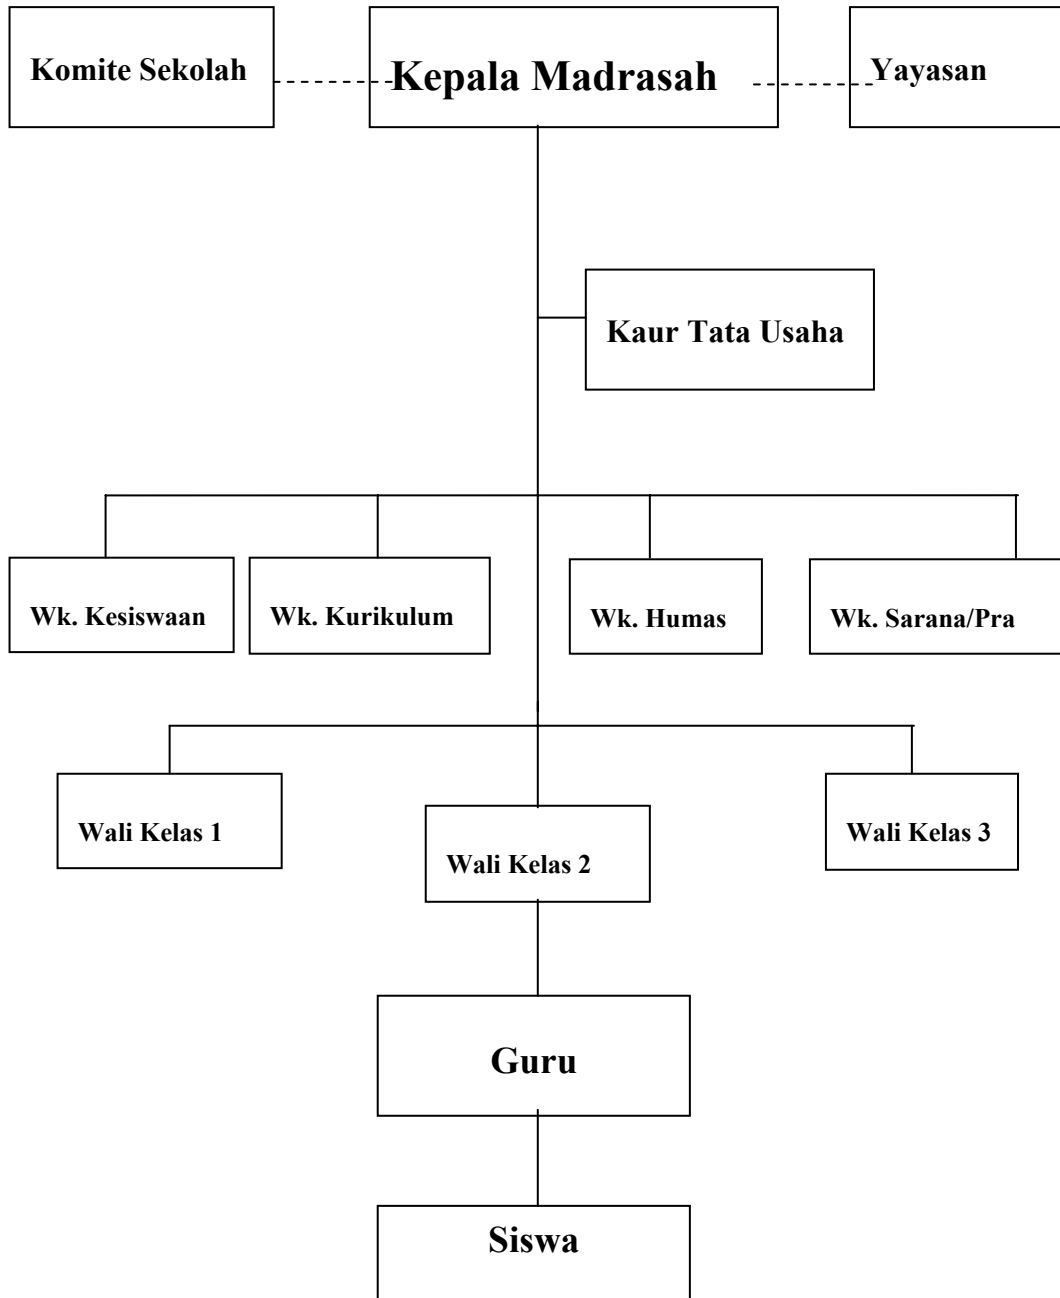 Komite Sekolah
Kepala Madrasah
Yayasan
Kaur Tata Usaha
Wk. Kesiswaan
Wk. Kurikulum
Wk. Humas
Wk. Sarana/Pra
Wali Kelas 1
Wali Kelas 2
Wali Kelas 3
Guru
Siswa